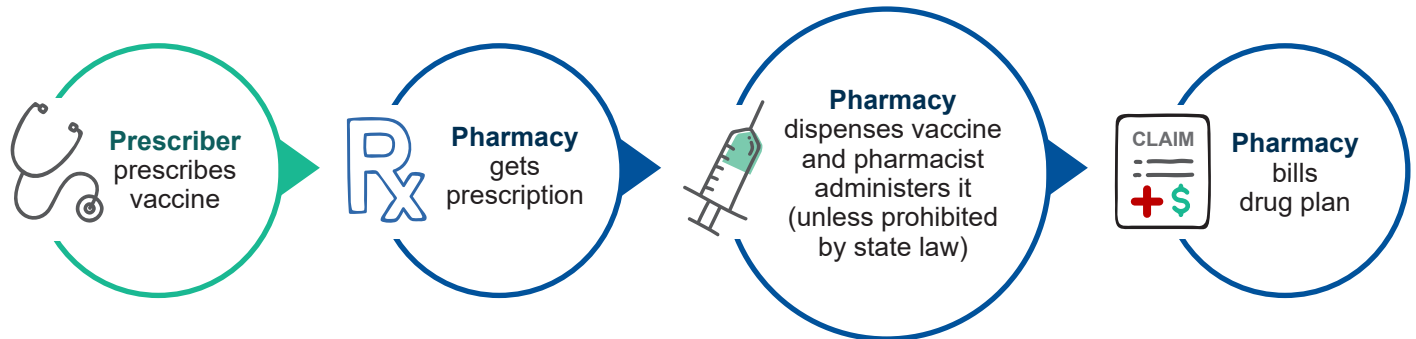 Prescriber
prescribes
vaccine
Rx
Pharmacy
gets
prescription
Pharmacy
dispenses vaccine
and pharmacist
administers it
(unless prohibited
by state law)
CLAIM
$
Pharmacy
bills
drug plan